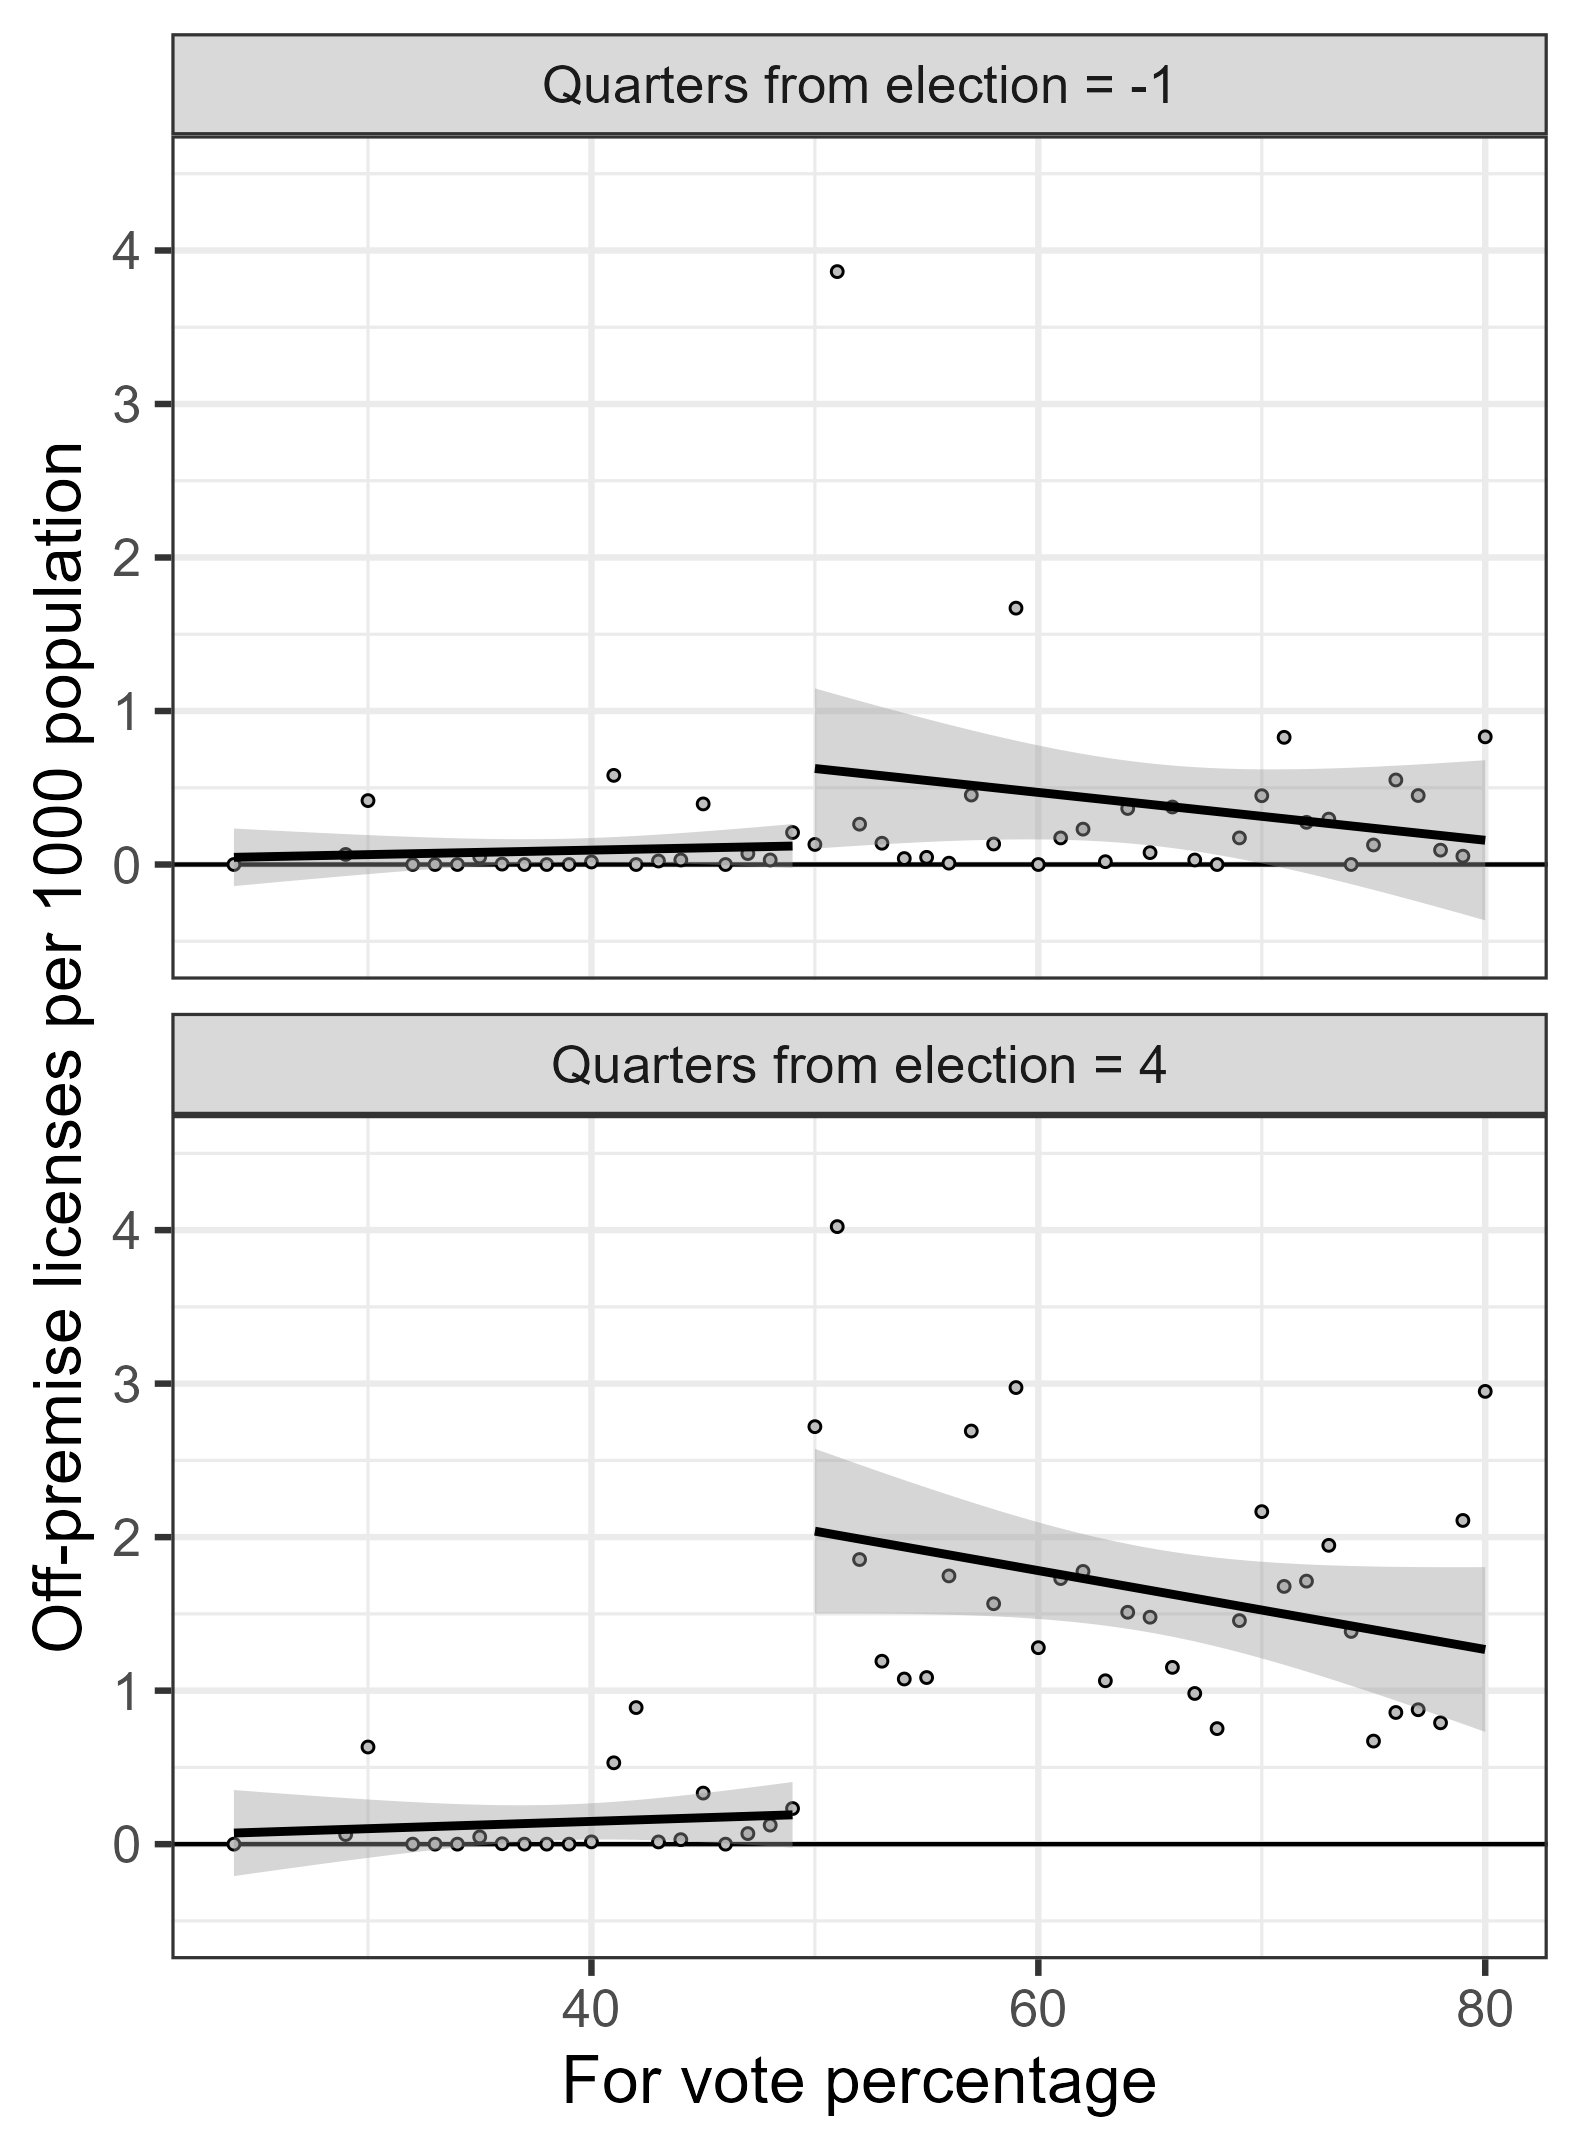 Quarters from election = -1
4
3
2
1
0
Off-premise licenses per 1000 population
Quarters from election = 4
4
3
2
1
0
40 60 80
For vote percentage